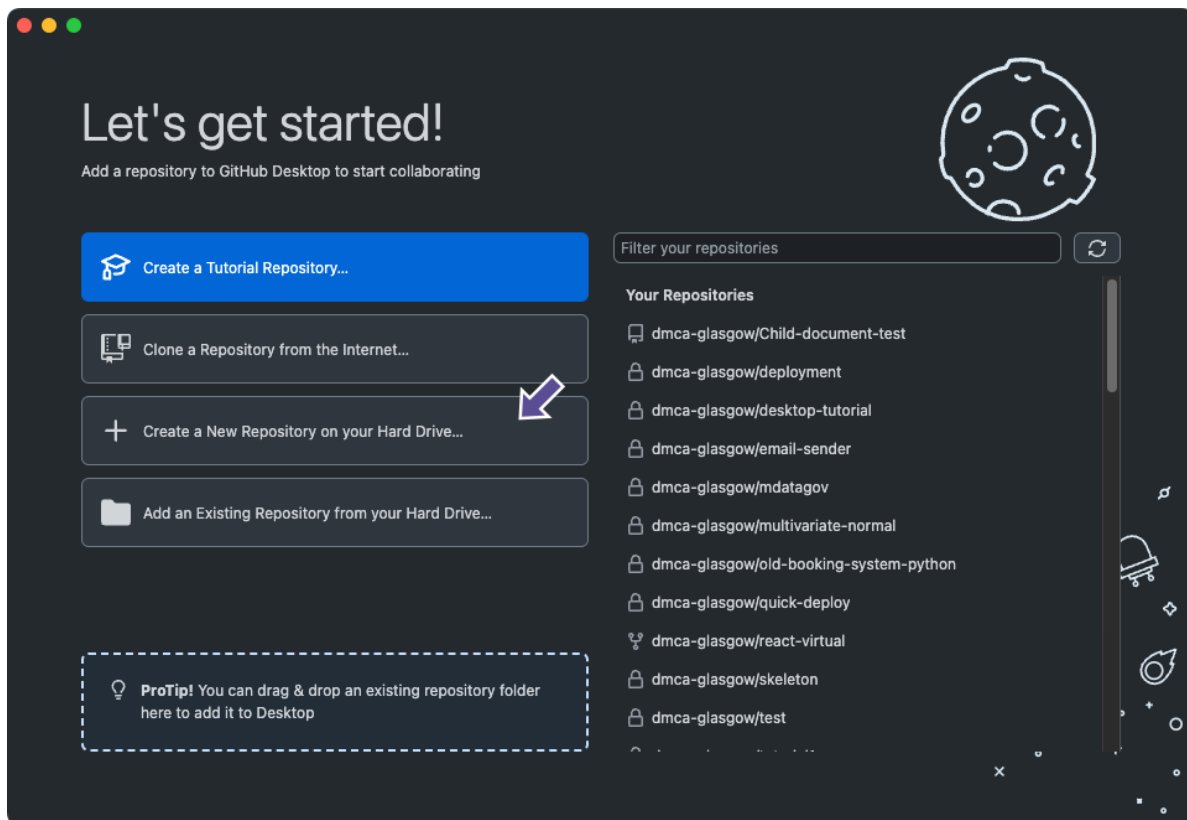 Let's get started!
Add a repository to GitHub Desktop to start collaborating
Create a Tutorial Repository...
Clone a Repository from the Internet...
Create a New Repository on your Hard Drive...
Add an Existing Repository from your Hard Drive...
ProTip! You can drag & drop an existing repository folder
here to add it to Desktop
Filter your repositories
Your Repositories
dmca-glasgow/Child-document-test
dmca-glasgow/deployment
dmca-glasgow/desktop-tutorial
dmca-glasgow/email-sender
dmca-glasgow/mdatagov
dmca-glasgow/multivariate-normal
dmca-glasgow/old-booking-system-python
dmca-glasgow/quick-deploy
dmca-glasgow/react-virtual
dmca-glasgow/skeleton
dmca-glasgow/test